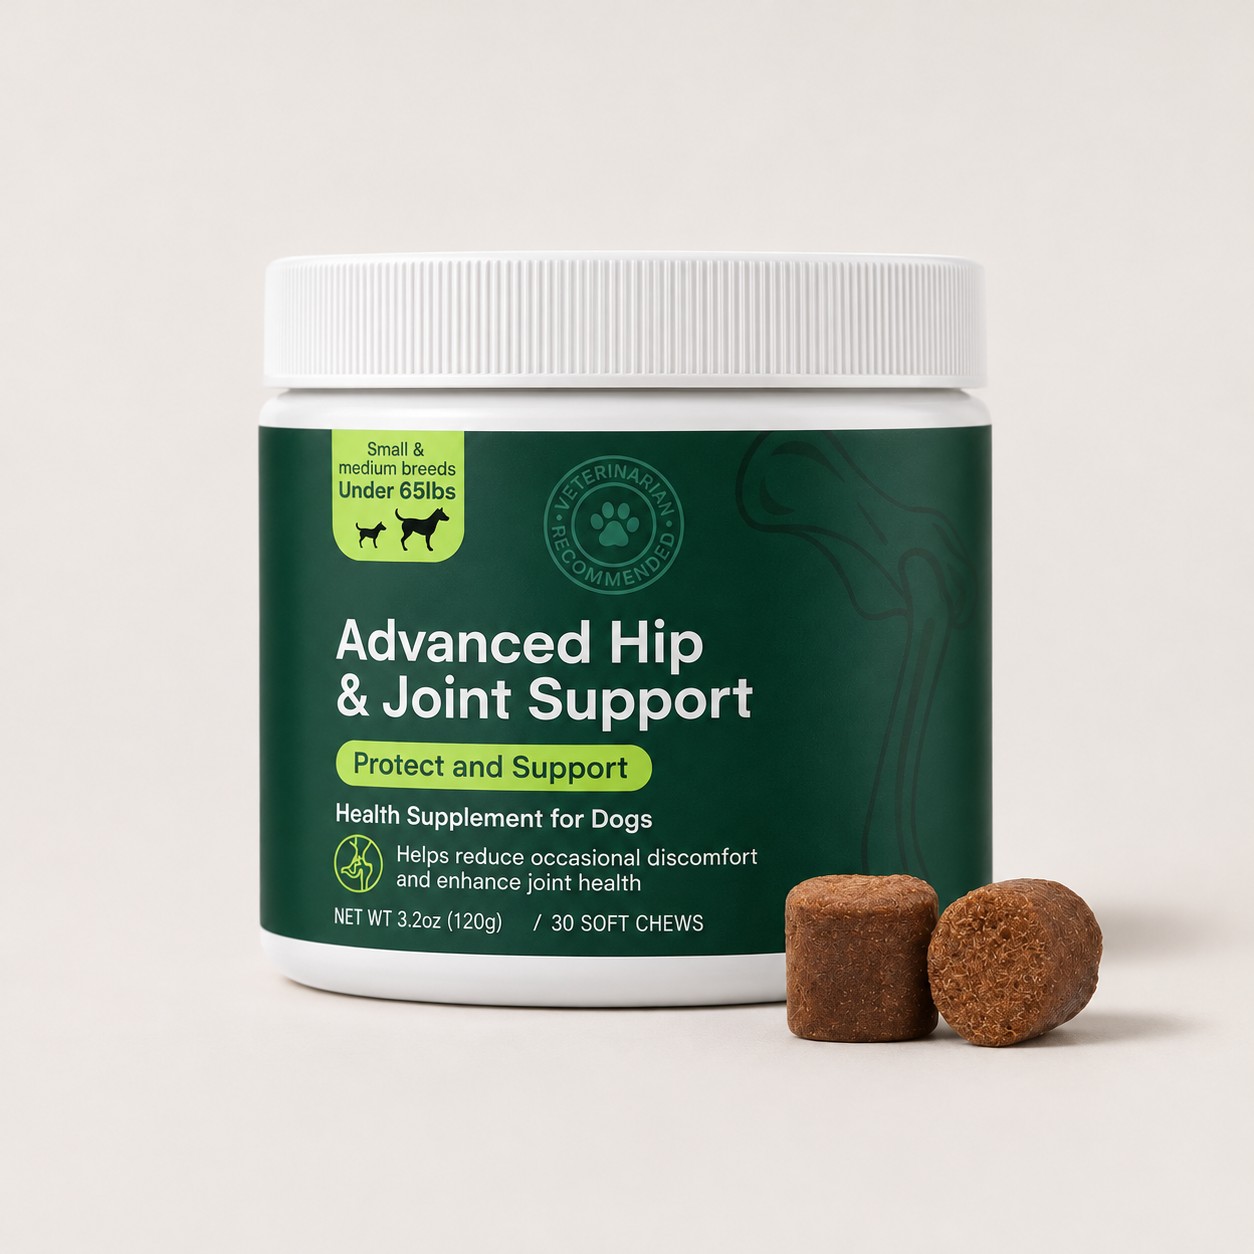 Small &
medium breeds
Under 65lbs
VETERINARIAN
RECOMMENDED
Advanced Hip
& Joint Support
Protect and Support
Health Supplement for Dogs
Helps reduce occasional discomfort
and enhance joint health
NET WT 3.2oz (120g) / 30 SOFT CHEWS